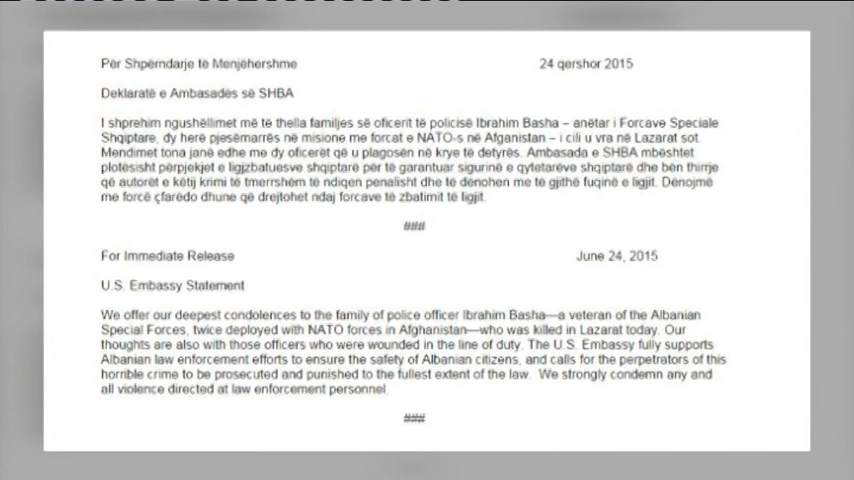 Për Shpërndarje të Menjëhershme
24 qershor 2015
Deklaratë e Ambasadës së SHBA
I shprehim ngushëllimet më të thella familjes së oficerit të policisë Ibrahim Basha – anëtar i Forcave Speciale
Shqiptare, dy herë pjesëmarrës në misione me forcat e NATO-s në Afganistan – i cili u vra në Lazarat sot.
Mendimet tona janë edhe me dy oficerët që u plagosën në krye të detyrës. Ambasada e SHBA mbështet
plotësisht përpjekjet e ligjzbatuesve shqiptarë për të garantuar sigurinë e qytetarëve shqiptarë dhe bën thirrje
që autorët e këtij krimi të tmerrshëm të ndiqen penalisht dhe të dënohen me të gjithë fuqinë e ligjit. Dënojmë
me forcë çfarëdo dhune që drejtohet ndaj forcave të zbatimit të ligjit.
###
For Immediate Release
June 24, 2015
U.S. Embassy Statement
We offer our deepest condolences to the family of police officer Ibrahim Basha—a veteran of the Albanian
Special Forces, twice deployed with NATO forces in Afghanistan—who was killed in Lazarat today. Our
thoughts are also with those officers who were wounded in the line of duty. The U.S. Embassy fully supports
Albanian law enforcement efforts to ensure the safety of Albanian citizens, and calls for the perpetrators of this
horrible crime to be prosecuted and punished to the fullest extent of the law. We strongly condemn any and
all violence directed at law enforcement personnel.
###